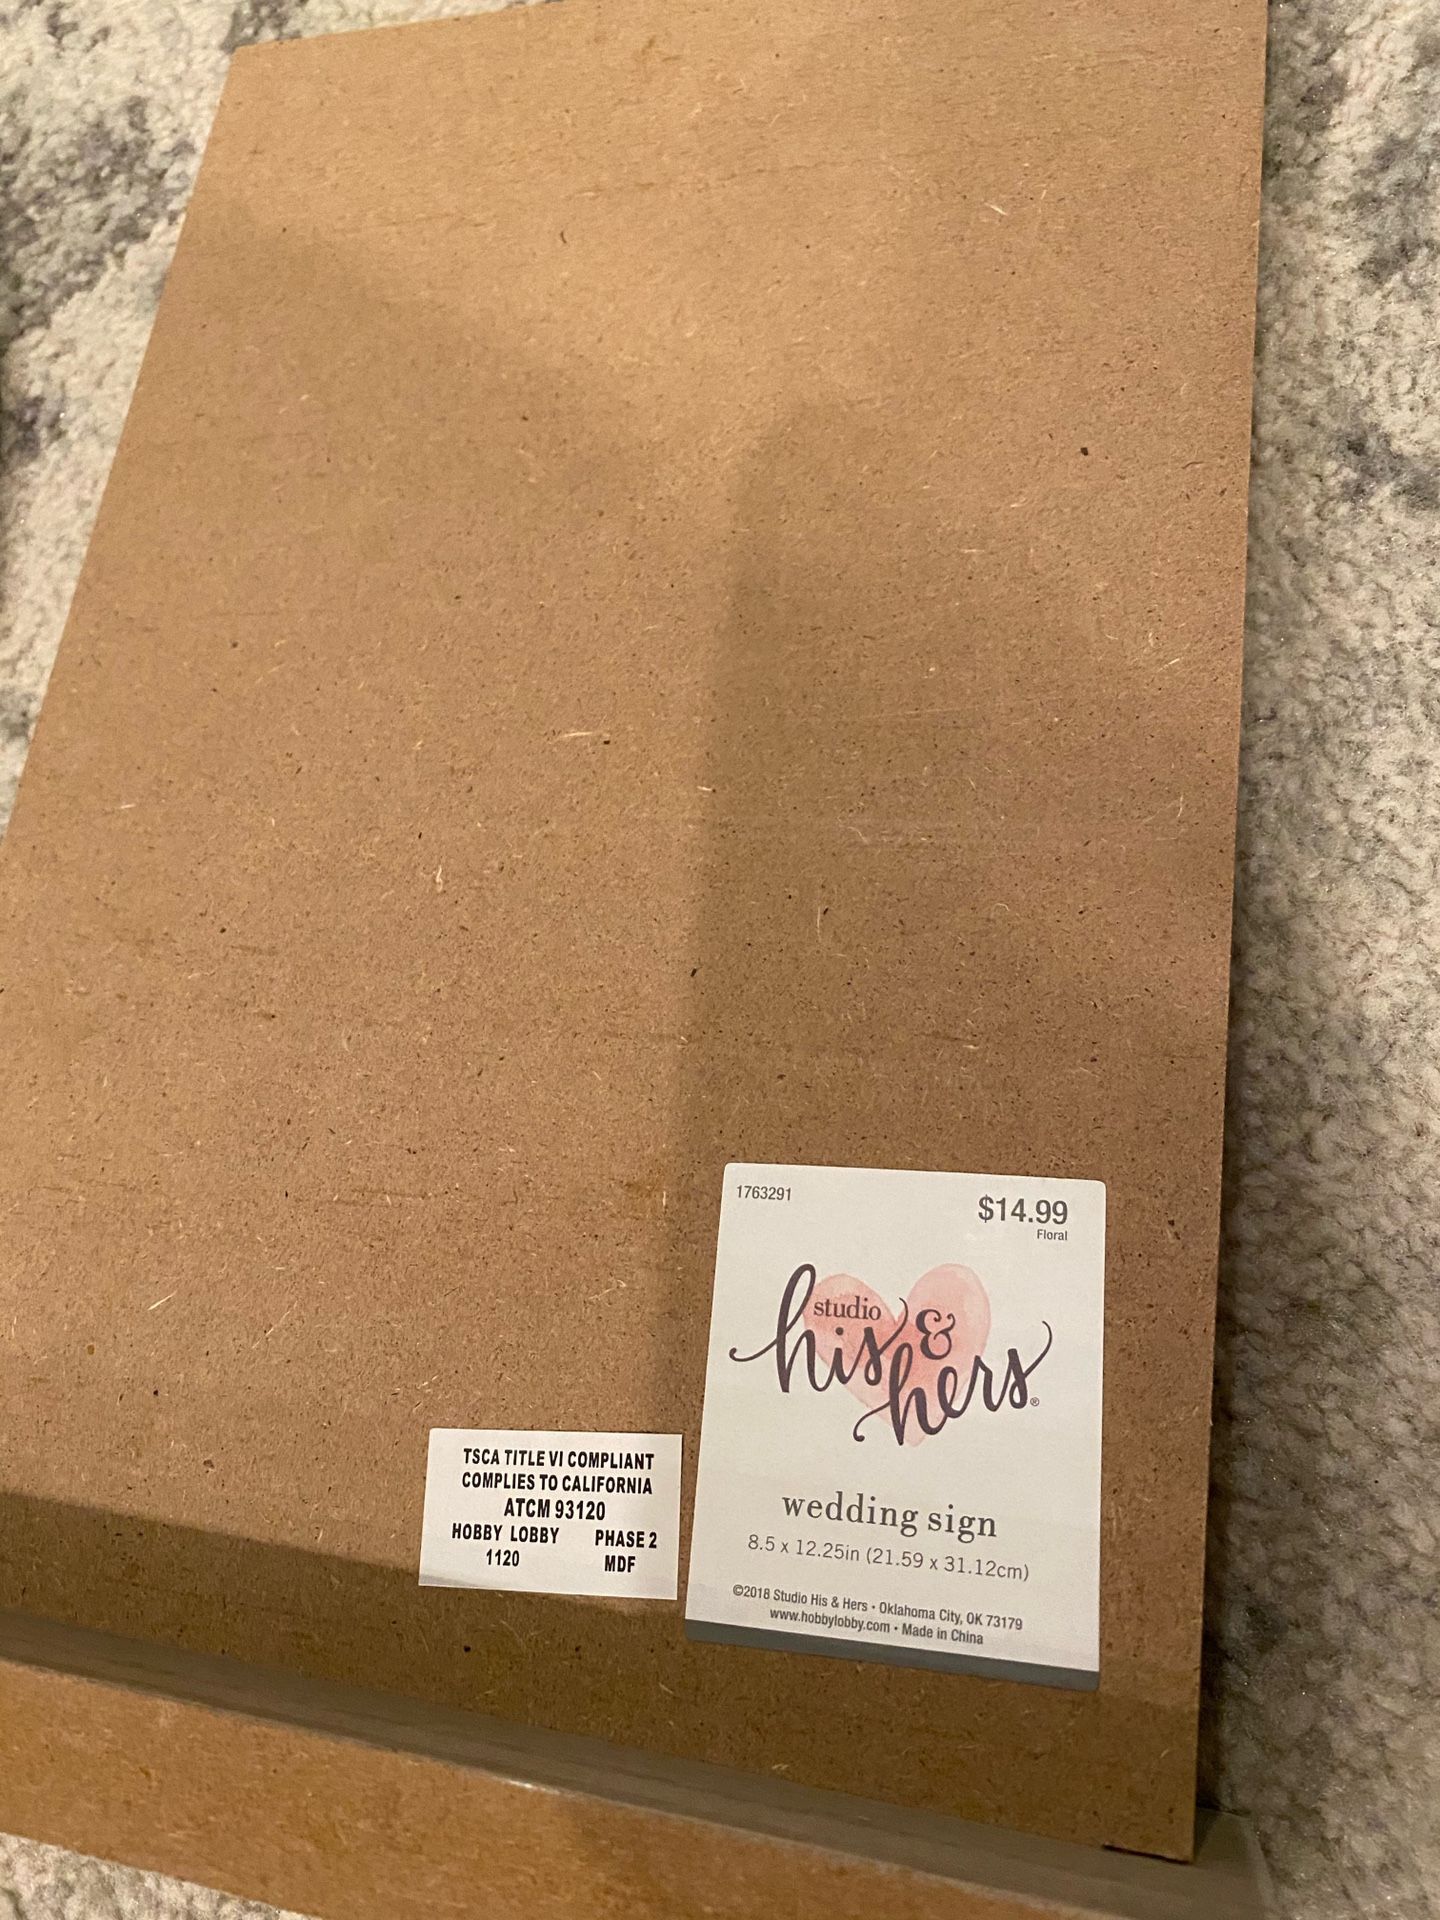 1763291
$14.99
Floral
studio
his &
hers®
wedding sign
8.5 x 12.25in (21.59 x 31.12cm)
©2018 Studio His & Hers • Oklahoma City, OK 73179
www.hobbylobby.com • Made in China
TSCA TITLE VI COMPLIANT
COMPLIES TO CALIFORNIA
ATCM 93120
HOBBY LOBBY PHASE 2
1120 MDF